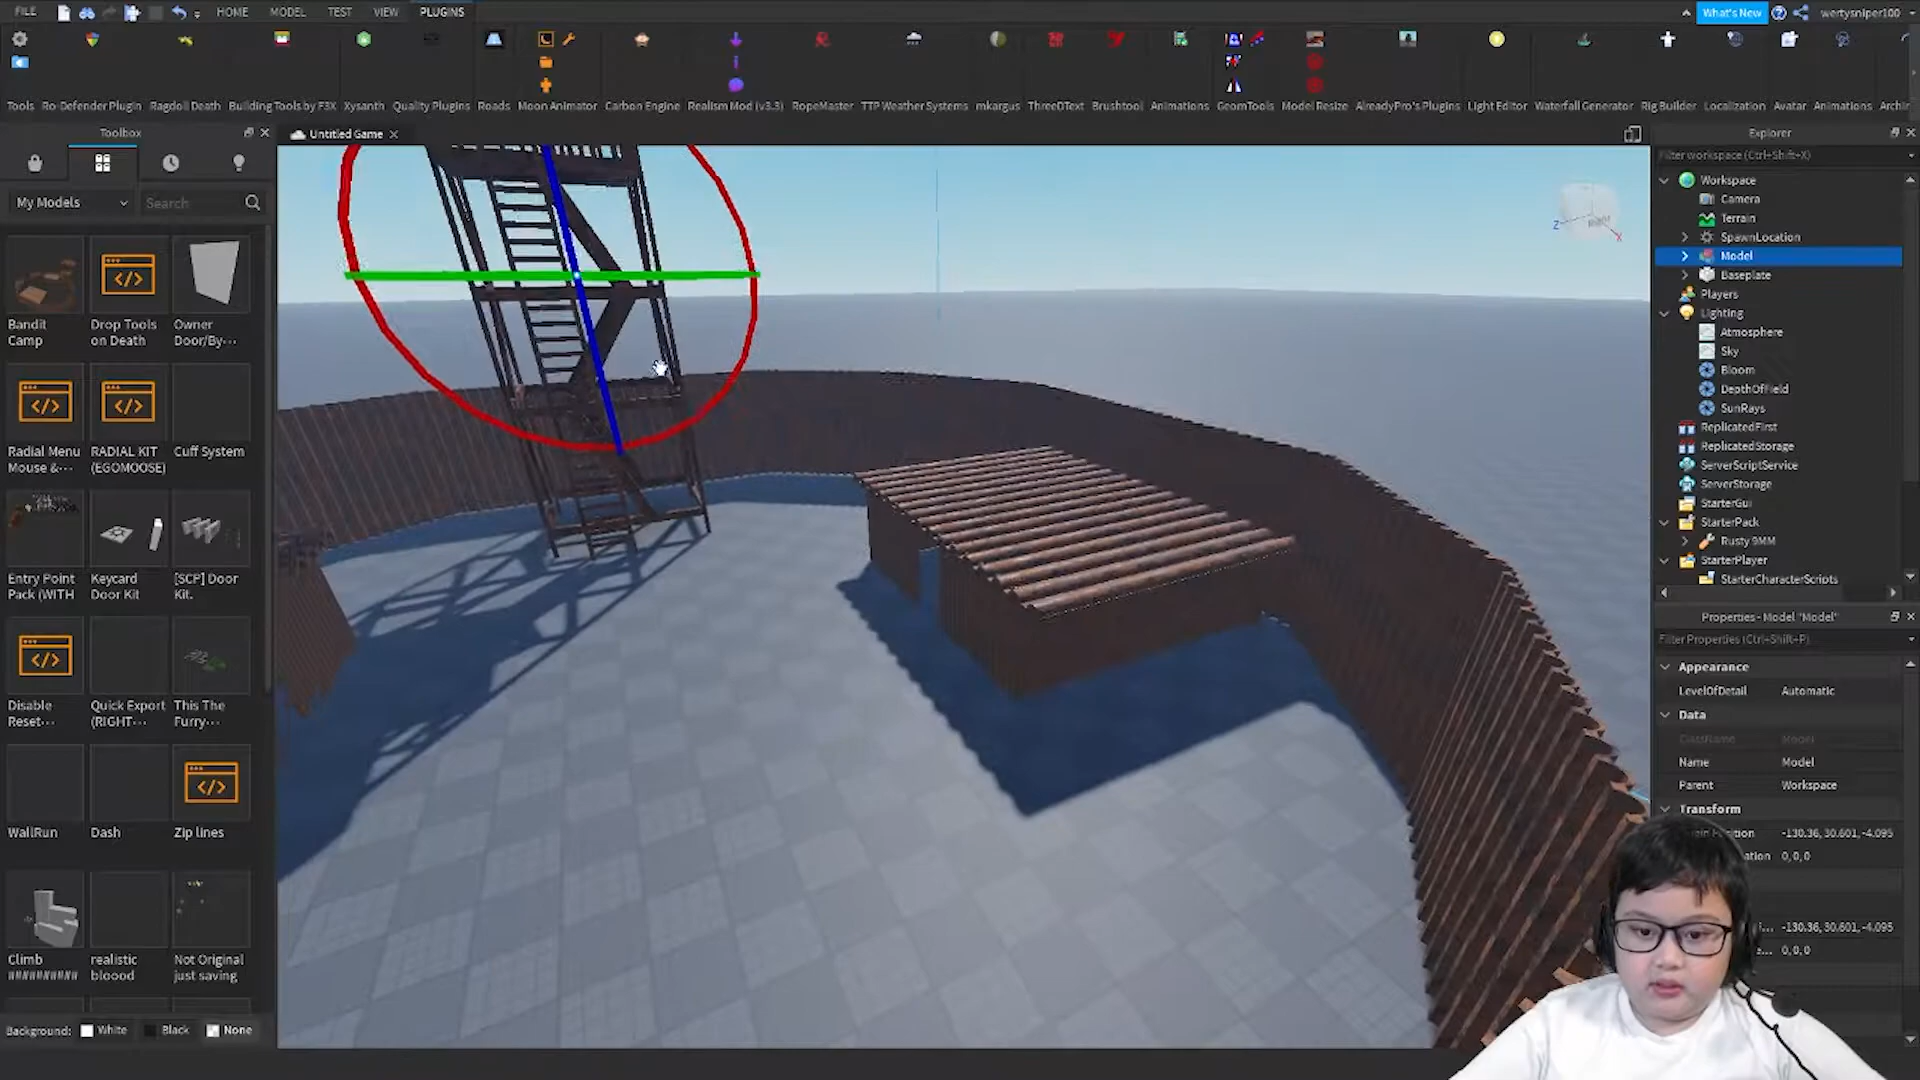 FILE HOME MODEL TEST VIEW PLUGINS What's New wertysniper100
Tools Ro-Defender Plugin Ragdoll Death Building Tools by F3X Xysanth Quality Plugins Roads Moon Animator Carbon Engine Realism Mod (v3.3) RopeMaster TTP Weather Systems mkargus ThreeDText Brushtool Animations GeomTools Model Resize AlreadyPro's Plugins Light Editor Waterfall Generator Rig Builder Localization Avatar Animations
Toolbox
My Models Search
Bandit Camp
Drop Tools on Death
Owner Door/By...
Radial Menu Mouse &...
RADIAL KIT (EGOMOOSE)
Cuff System
Entry Point Pack (WITH
Keycard Door Kit
[SCP] Door Kit.
Disable Reset...
Quick Export (RIGHT...
This The Furry...
WallRun
Dash
Zip lines
Climb ##########
realistic bloood
Not Original just saving
Background: White Black None
Untitled Game
Right
Z
X
Explorer
Filter workspace (Ctrl+Shift+X)
Workspace
Camera
Terrain
SpawnLocation
Model
Baseplate
Players
Lighting
Atmosphere
Sky
Bloom
DepthOfField
SunRays
ReplicatedFirst
ReplicatedStorage
ServerScriptService
ServerStorage
StarterGui
StarterPack
Rusty 9MM
StarterPlayer
StarterCharacterScripts
Properties - Model "Model"
Filter Properties (Ctrl+Shift+P)
Appearance
LevelOfDetail Automatic
Data
ClassName Model
Name Model
Parent Workspace
Transform
Position -130.36, 30.601, -4.095
0, 0, 0
-130.36, 30.601, -4.095
0, 0, 0